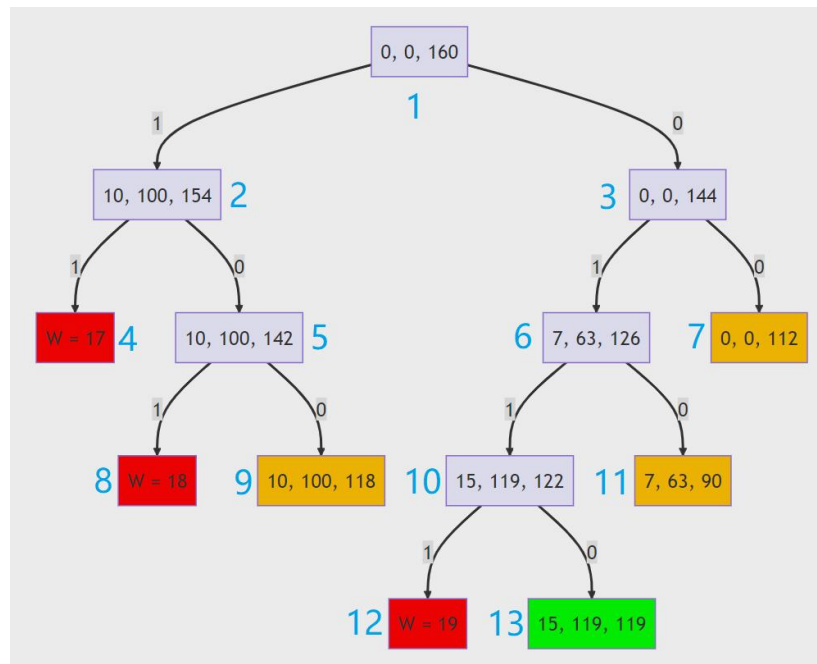 0, 0, 160
1
1
0
10, 100, 154
2
3
0, 0, 144
1
0
1
0
W = 17
4
10, 100, 142
5
6
7, 63, 126
7
0, 0, 112
1
0
1
0
8
W = 18
9
10, 100, 118
10
15, 119, 122
11
7, 63, 90
1
0
12
W = 19
13
15, 119, 119